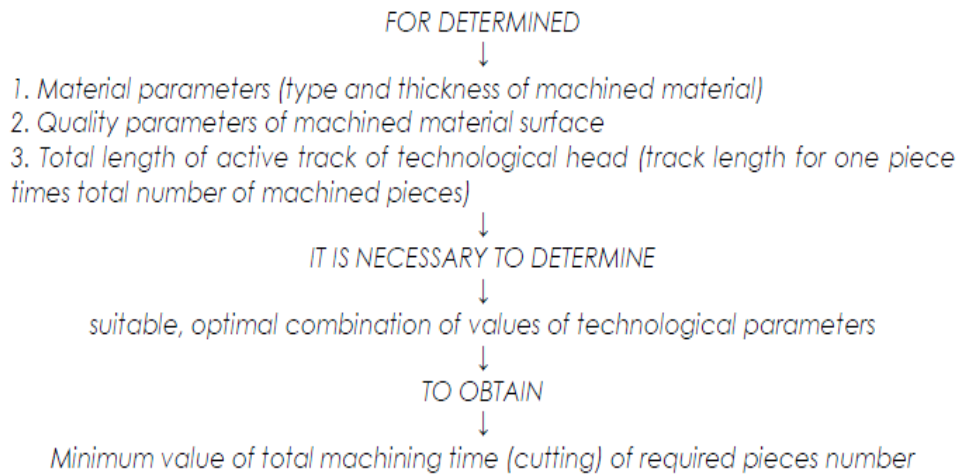 FOR DETERMINED
↓
1. Material parameters (type and thickness of machined material)
2. Quality parameters of machined material surface
3. Total length of active track of technological head (track length for one piece
times total number of machined pieces)
↓
IT IS NECESSARY TO DETERMINE
↓
suitable, optimal combination of values of technological parameters
↓
TO OBTAIN
↓
Minimum value of total machining time (cutting) of required pieces number